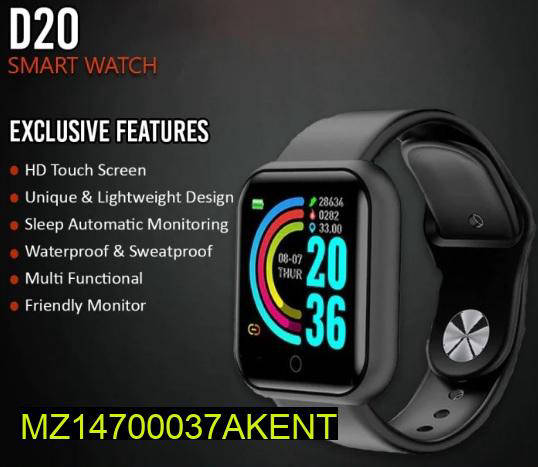 D20
SMART WATCH
EXCLUSIVE FEATURES
HD Touch Screen
Unique & Lightweight Design
Sleep Automatic Monitoring
Waterproof & Sweatproof
Multi Functional
Friendly Monitor
28636
0282
33.00
08-07
THUR
20
36
MZ14700037AKENT